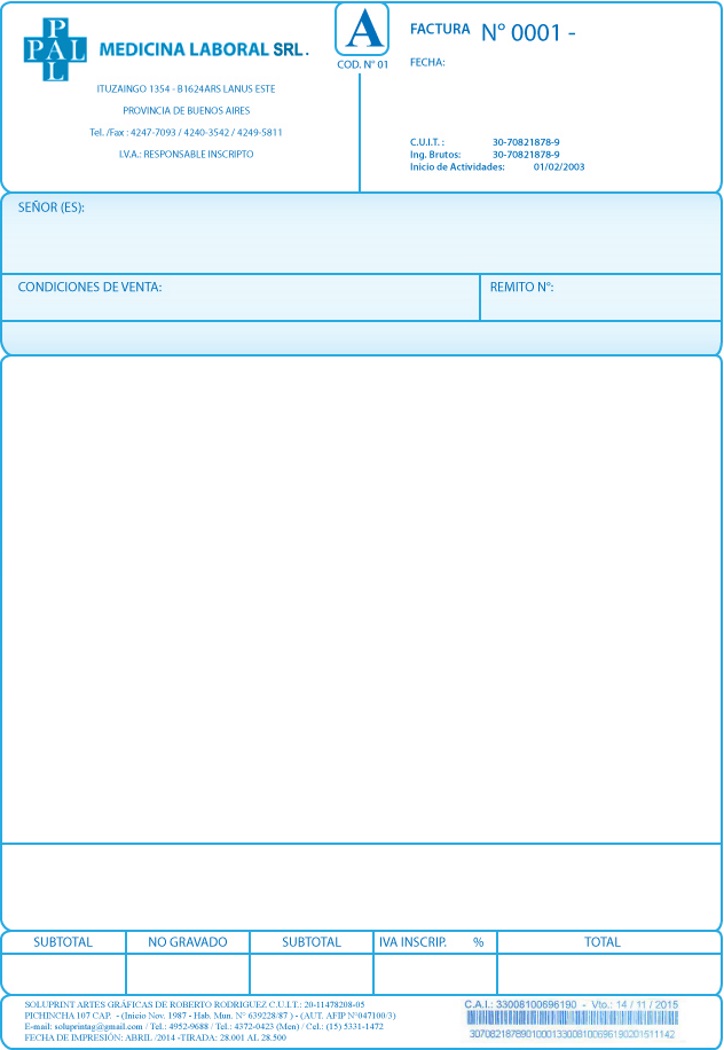 P
PAL
L
MEDICINA LABORAL SRL.
ITUZAINGO 1354 - B1624ARS LANUS ESTE
PROVINCIA DE BUENOS AIRES
Tel. /Fax : 4247-7093 / 4240-3542 / 4249-5811
I.V.A.: RESPONSABLE INSCRIPTO
A
COD. N° 01
FACTURA N° 0001 -
FECHA:
C.U.I.T. : 30-70821878-9
Ing. Brutos: 30-70821878-9
Inicio de Actividades: 01/02/2003
SEÑOR (ES):
CONDICIONES DE VENTA: REMITO N°:
SUBTOTAL NO GRAVADO SUBTOTAL IVA INSCRIP. % TOTAL
SOLUPRINT ARTES GRÁFICAS DE ROBERTO RODRIGUEZ C.U.I.T.: 20-11478208-05
PICHINCHA 107 CAP. - (Inicio Nov. 1987 - Hab. Mun. N° 639228/87 ) - (AUT. AFIP N°047100/3)
E-mail: soluprintag@gmail.com / Tel.: 4952-9688 / Tel.: 4372-0423 (Men) / Cel.: (15) 5331-1472
FECHA DE IMPRESIÓN: ABRIL /2014 -TIRADA: 28.001 AL 28.500
C.A.I.: 33008100696190 - Vto.: 14 / 11 / 2015
3070821878901000133008100696190201511142